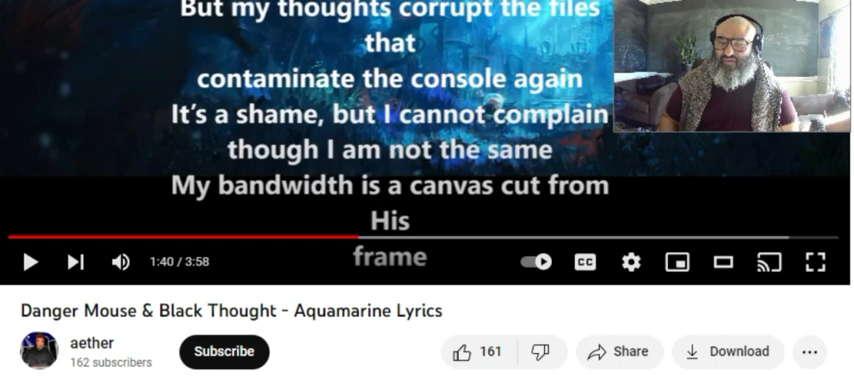 But my thoughts corrupt the files
that
contaminate the console again
It's a shame, but I cannot complain
though I am not the same
My bandwidth is a canvas cut from
His
frame
1:40 / 3:58
CC
Danger Mouse & Black Thought - Aquamarine Lyrics
aether
162 subscribers
Subscribe
161
Share
Download